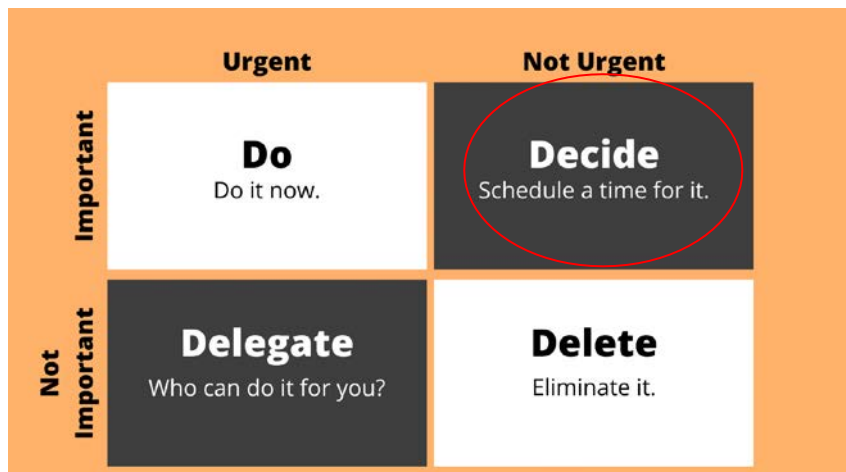 Urgent
Not Urgent
Important
Do
Do it now.
Decide
Schedule a time for it.
Not
Important
Delegate
Who can do it for you?
Delete
Eliminate it.